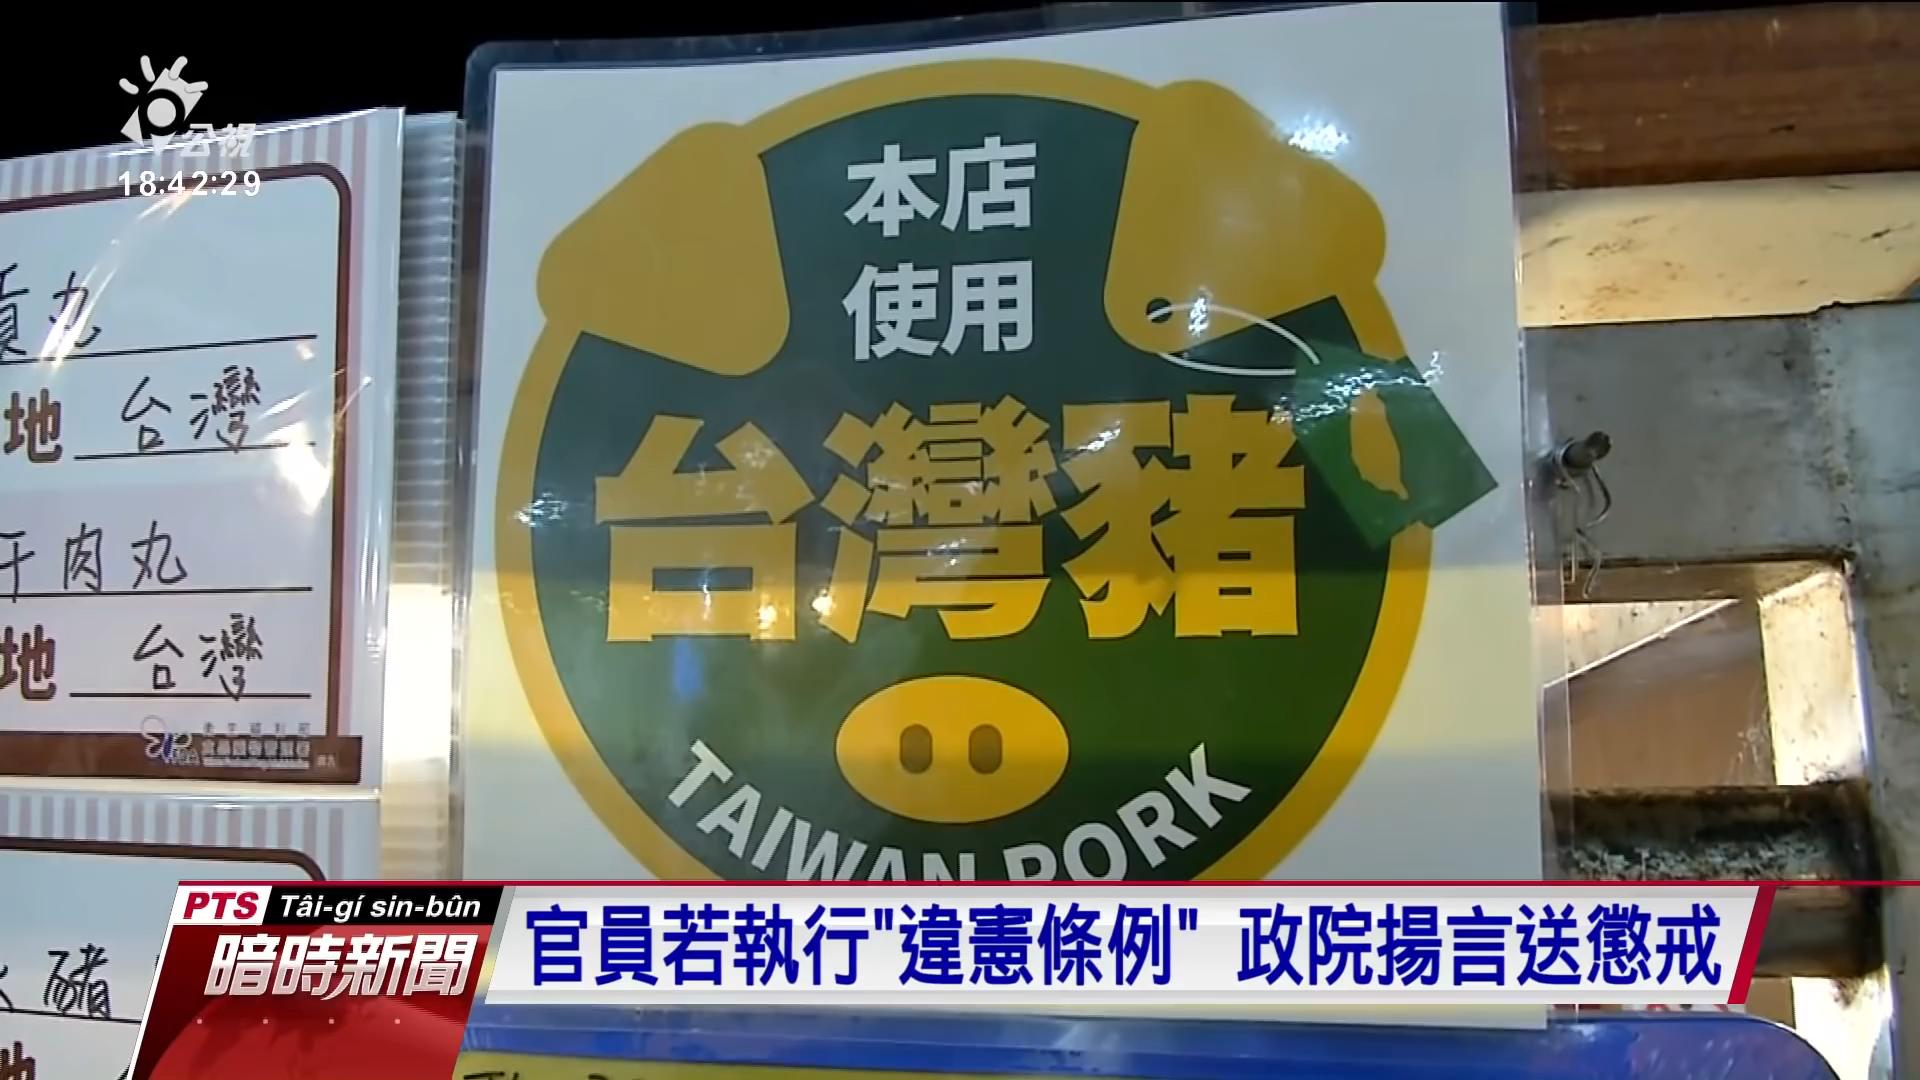 公視
18:42:29
貢丸
地 台灣
肉丸
地 台灣
豬
本店
使用
台灣豬
TAIWAN PORK
PTS Tâi-gí sin-bûn
暗時新聞
官員若執行"違憲條例" 政院揚言送懲戒